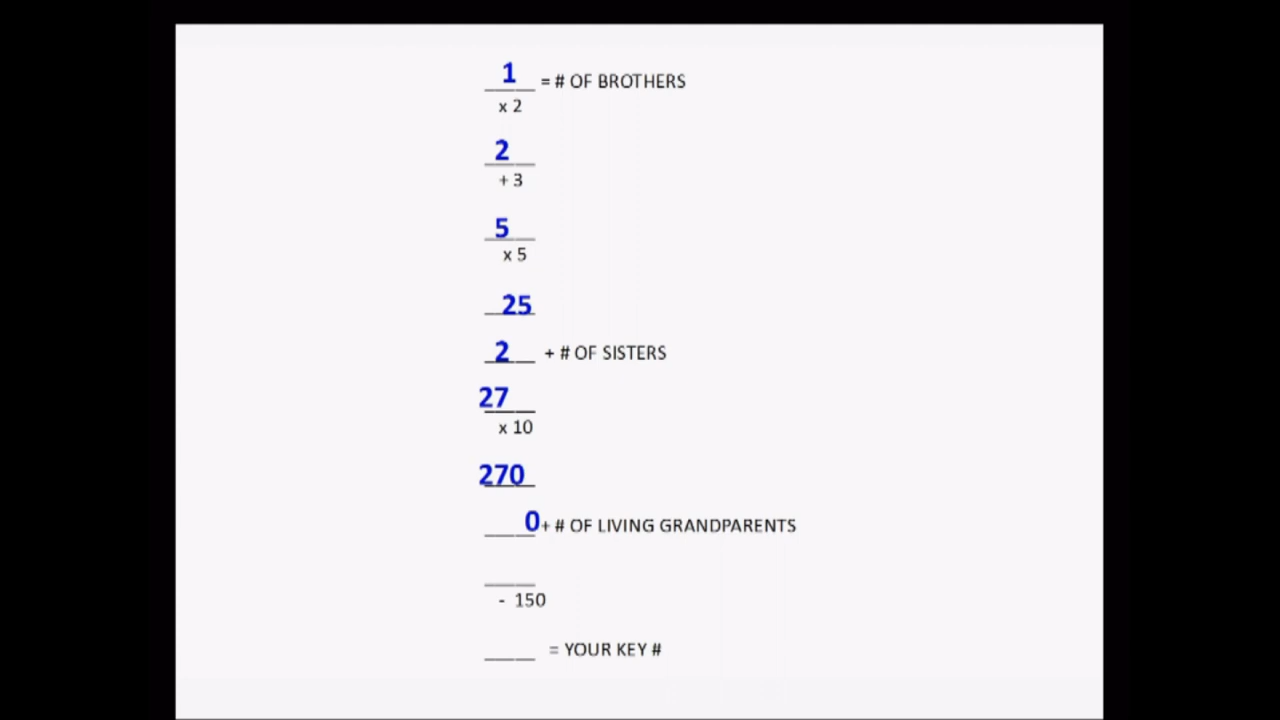 1 = # OF BROTHERS
x 2
2
+ 3
5
x 5
25
2 + # OF SISTERS
27
x 10
270
0 + # OF LIVING GRANDPARENTS
- 150
= YOUR KEY #